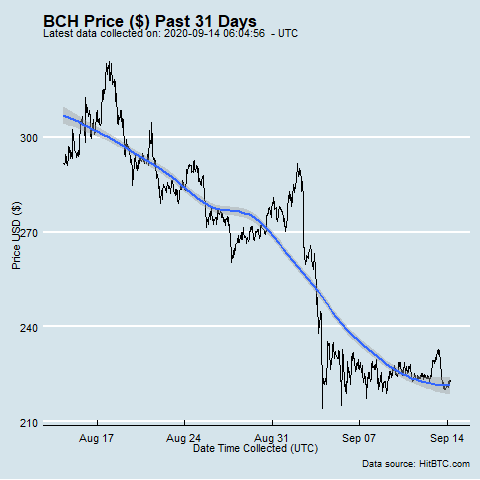 BCH Price ($) Past 31 Days
Latest data collected on: 2020-09-14 06:04:56 - UTC
300
270
240
210
Price USD ($)
Aug 17 Aug 24 Aug 31 Sep 07 Sep 14
Date Time Collected (UTC)
Data source: HitBTC.com